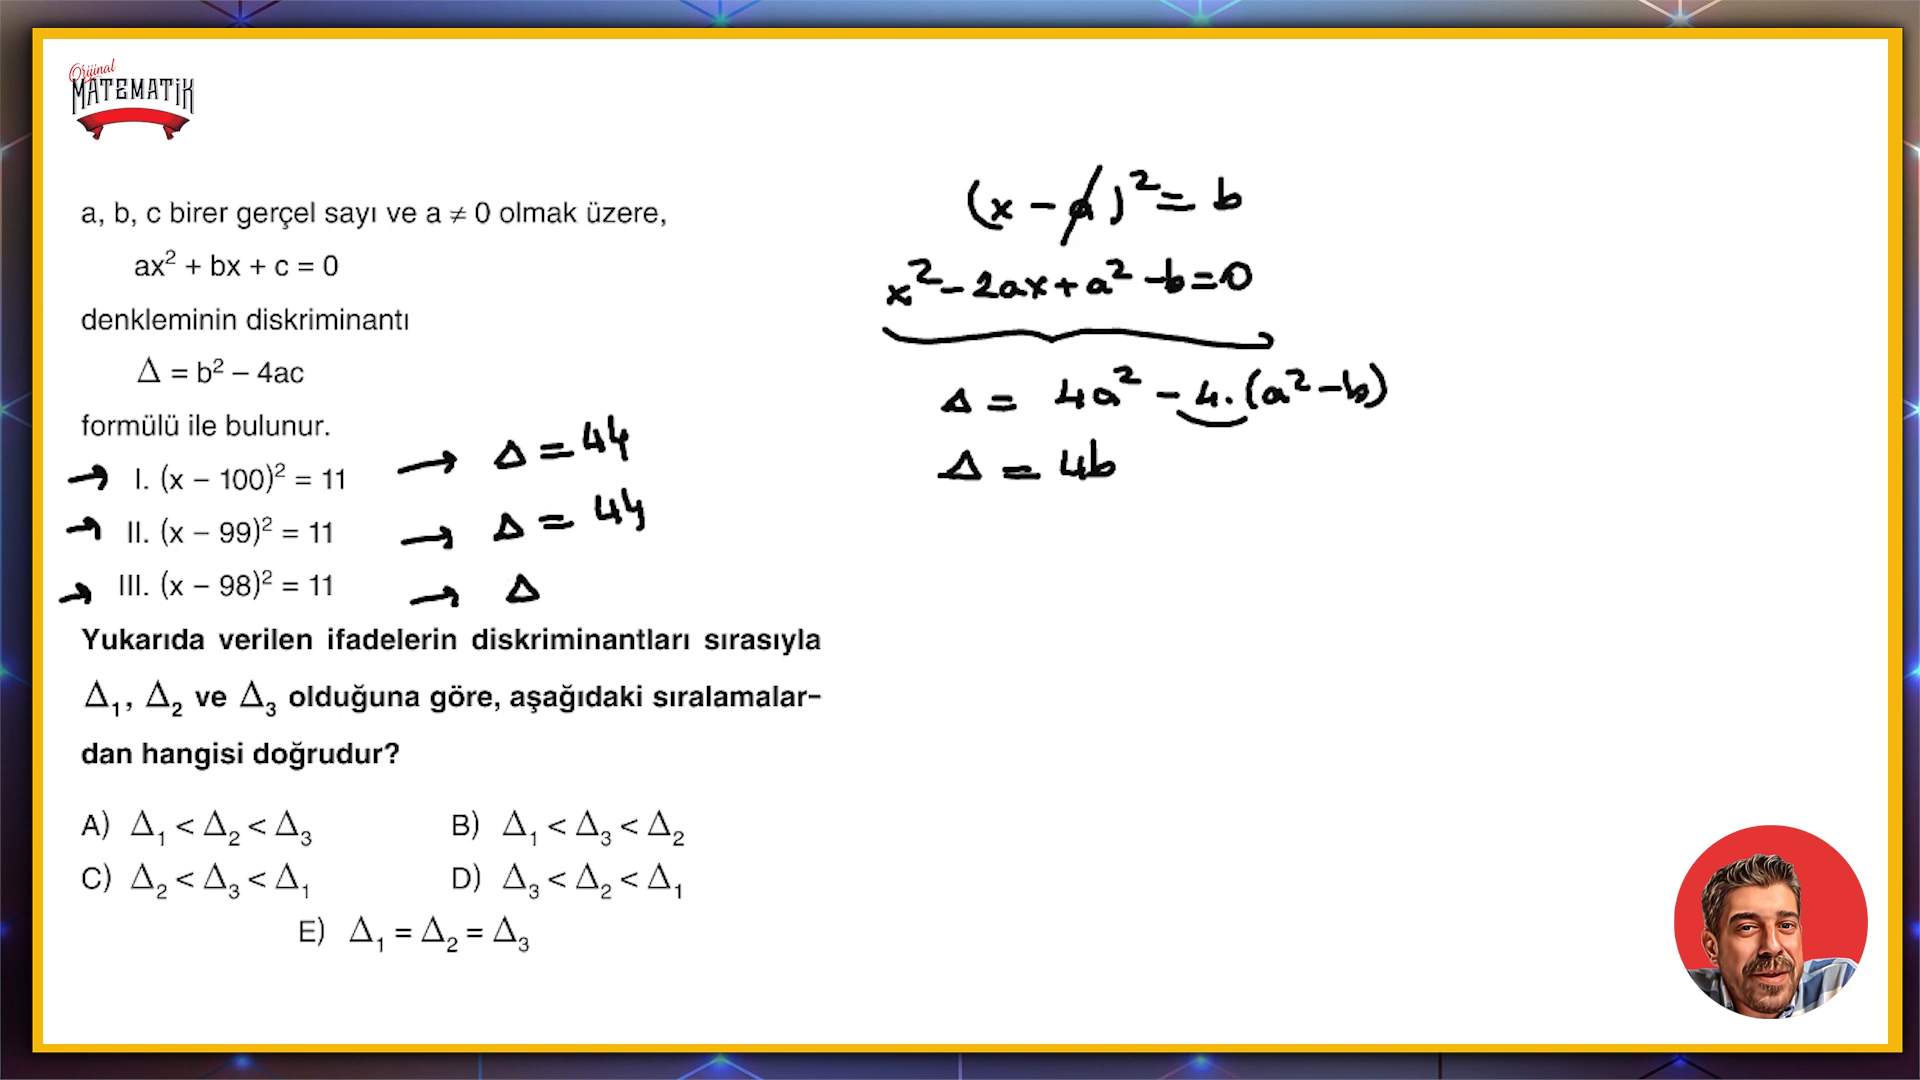 Orijinal
MATEMATİK
a, b, c birer gerçel sayı ve a ≠ 0 olmak üzere,
ax² + bx + c = 0
denkleminin diskriminantı
Δ = b² – 4ac
formülü ile bulunur.
→ I. (x – 100)² = 11 → Δ = 44
→ II. (x – 99)² = 11 → Δ = 44
→ III. (x – 98)² = 11 → Δ
Yukarıda verilen ifadelerin diskriminantları sırasıyla
Δ₁, Δ₂ ve Δ₃ olduğuna göre, aşağıdaki sıralamalar-
dan hangisi doğrudur?
A) Δ₁ < Δ₂ < Δ₃ B) Δ₁ < Δ₃ < Δ₂
C) Δ₂ < Δ₃ < Δ₁ D) Δ₃ < Δ₂ < Δ₁
E) Δ₁ = Δ₂ = Δ₃
(x – a)² = b
x² – 2ax + a² – b = 0
Δ = 4a² – 4.(a² – b)
Δ = 4b